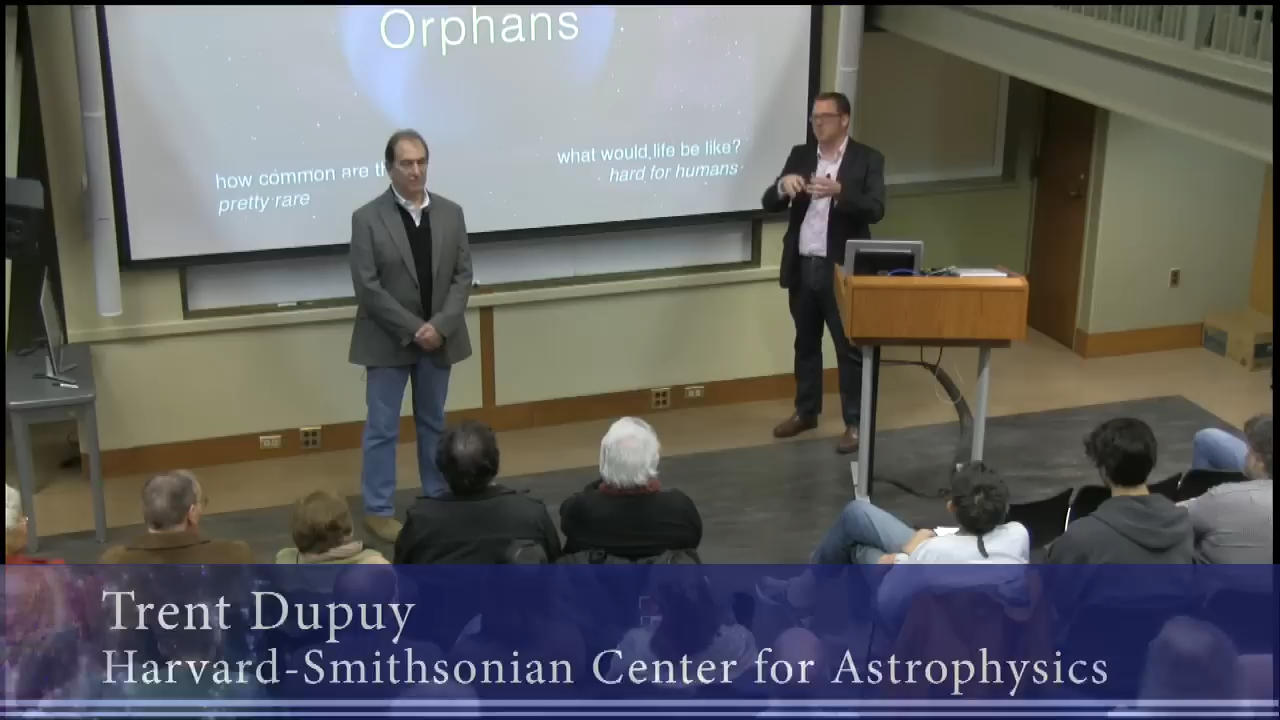 Orphans
how common are th
pretty rare
what would life be like?
hard for humans
Trent Dupuy
Harvard-Smithsonian Center for Astrophysics